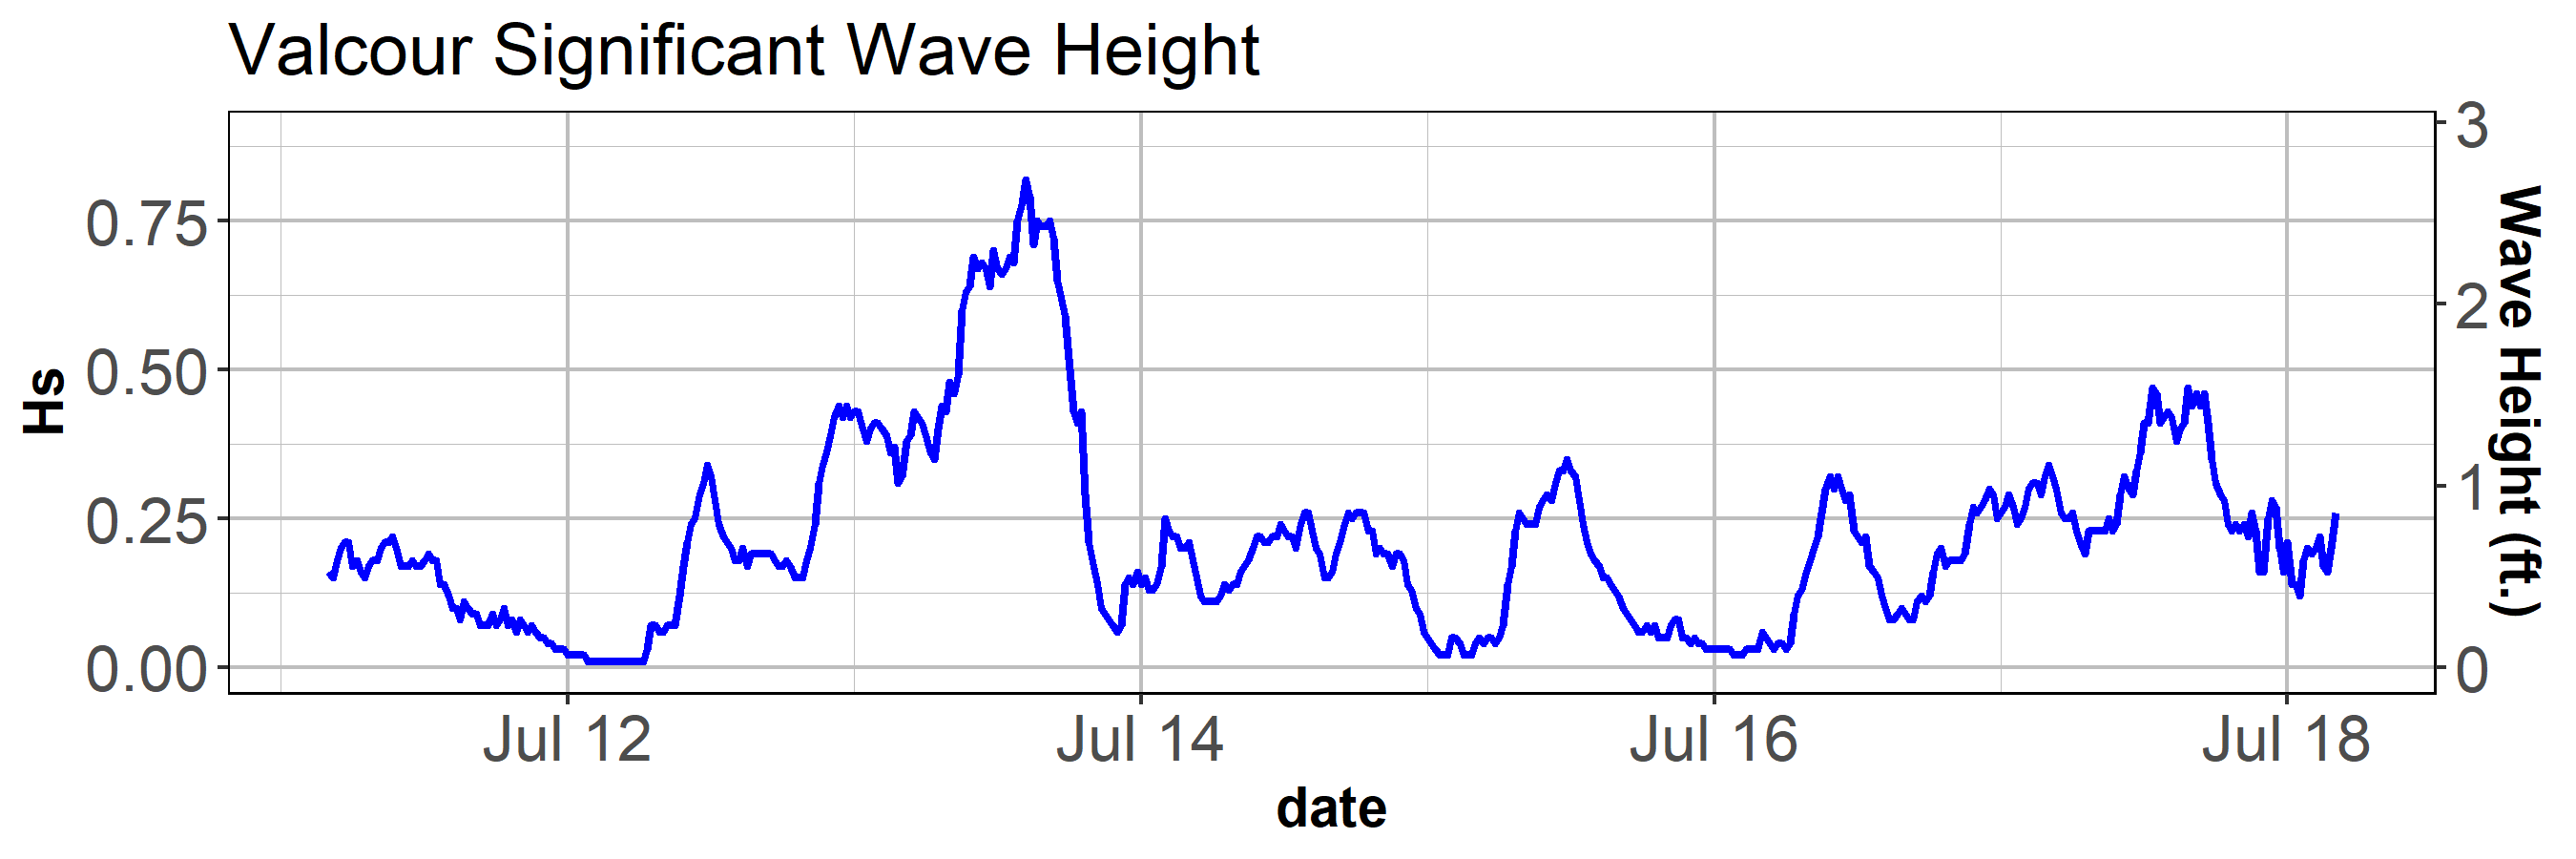 Valcour Significant Wave Height
Hs
0.75
0.50
0.25
0.00
3
2
1
0
Wave Height (ft.)
Jul 12
Jul 14
Jul 16
Jul 18
date